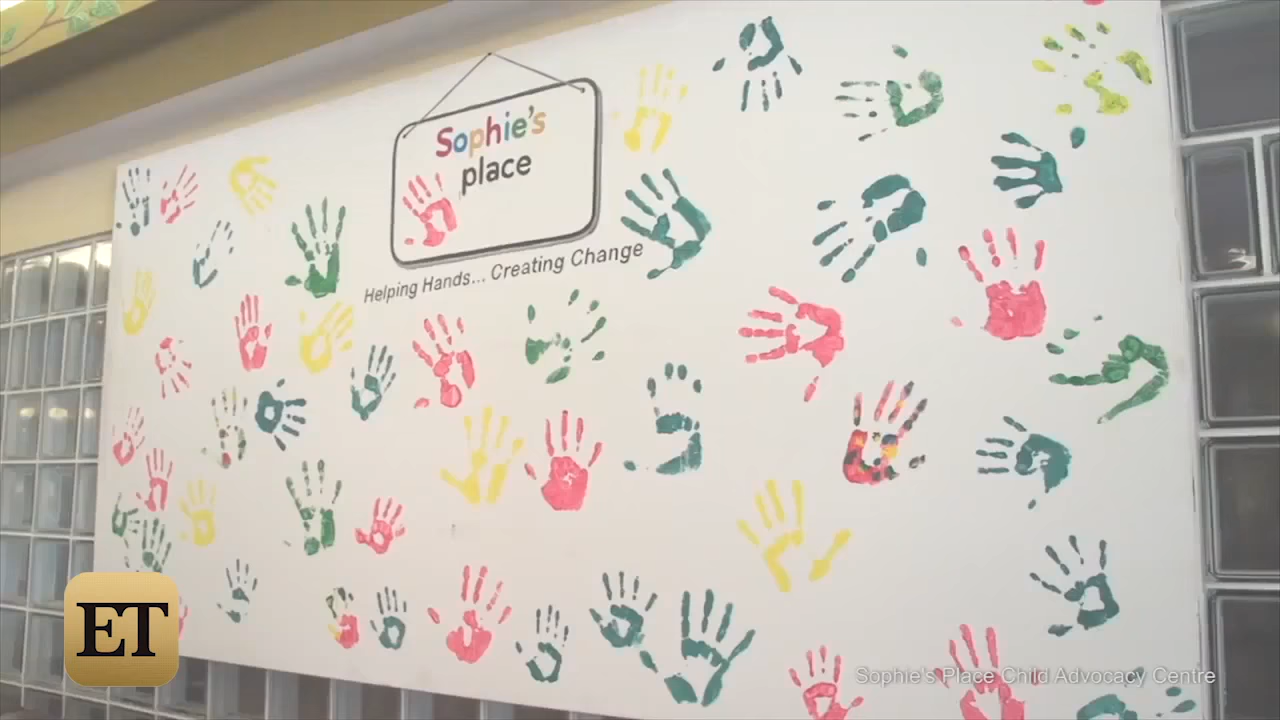 Sophie's
place
Helping Hands... Creating Change
ET
Sophie's Place Child Advocacy Centre